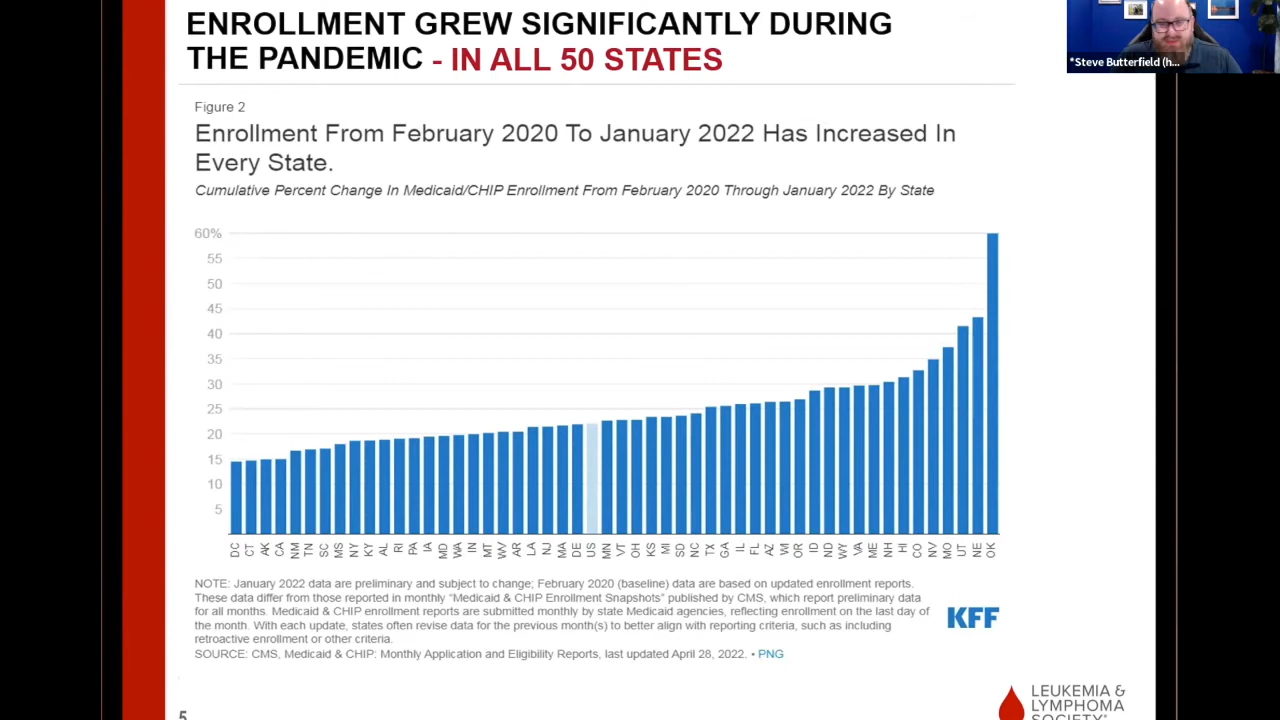 ENROLLMENT GREW SIGNIFICANTLY DURING
THE PANDEMIC - IN ALL 50 STATES
*Steve Butterfield (h...
Figure 2
Enrollment From February 2020 To January 2022 Has Increased In
Every State.
Cumulative Percent Change In Medicaid/CHIP Enrollment From February 2020 Through January 2022 By State
60%
55
50
45
40
35
30
25
20
15
10
5
DC CT AK CA NM TN SC MS NY KY AL RI PA IA MD WA IN MT WV AR LA NJ MA DE US MN VT OH KS MI SD NC TX GA IL FL AZ WI OR ID ND WY VA ME NH HI CO NV MO UT NE OK
NOTE: January 2022 data are preliminary and subject to change; February 2020 (baseline) data are based on updated enrollment reports.
These data differ from those reported in monthly “Medicaid & CHIP Enrollment Snapshots” published by CMS, which report preliminary data
for all months. Medicaid & CHIP enrollment reports are submitted monthly by state Medicaid agencies, reflecting enrollment on the last day of
the month. With each update, states often revise data for the previous month(s) to better align with reporting criteria, such as including
retroactive enrollment or other criteria.
SOURCE: CMS, Medicaid & CHIP: Monthly Application and Eligibility Reports, last updated April 28, 2022. • PNG
KFF
5
LEUKEMIA &
LYMPHOMA
SOCIETY®